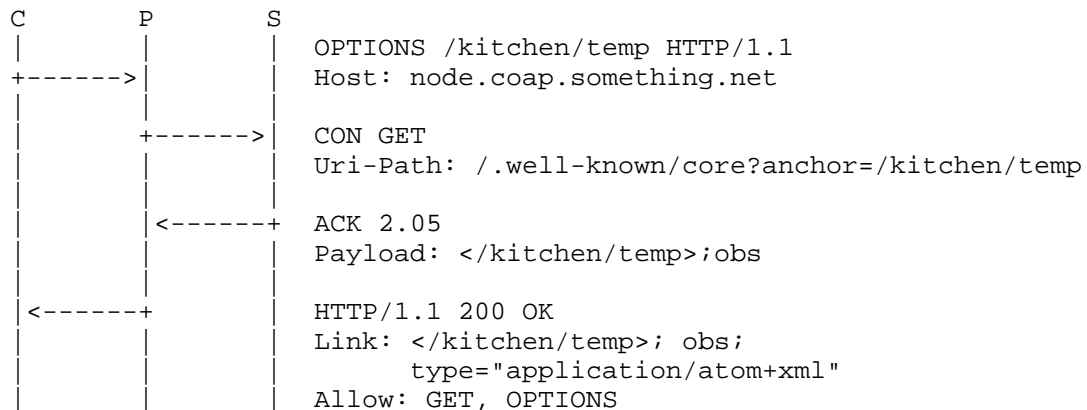 C P S
OPTIONS /kitchen/temp HTTP/1.1
Host: node.coap.something.net
CON GET
Uri-Path: /.well-known/core?anchor=/kitchen/temp
ACK 2.05
Payload: </kitchen/temp>;obs
HTTP/1.1 200 OK
Link: </kitchen/temp>; obs;
type="application/atom+xml"
Allow: GET, OPTIONS